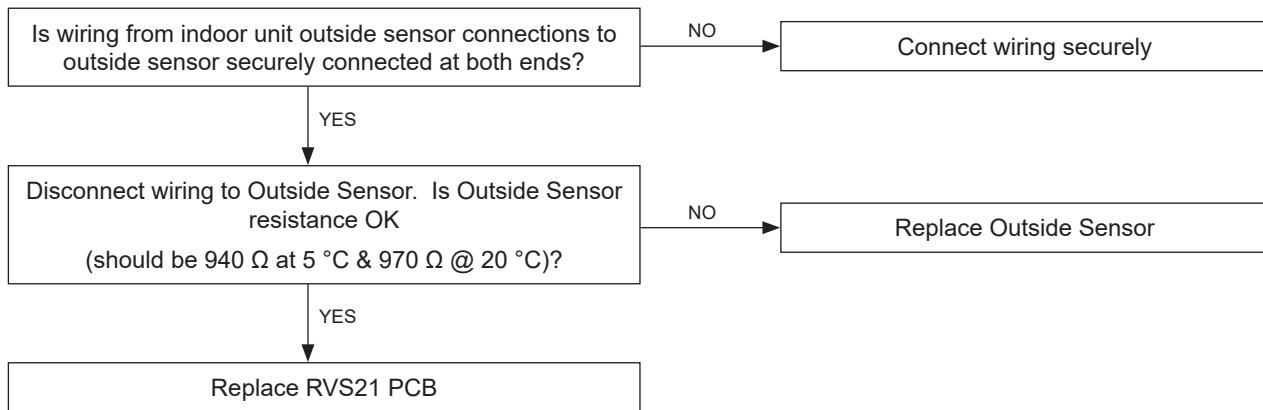 Is wiring from indoor unit outside sensor connections to
outside sensor securely connected at both ends?
NO
Connect wiring securely
YES
Disconnect wiring to Outside Sensor. Is Outside Sensor
resistance OK
(should be 940 Ω at 5 °C & 970 Ω @ 20 °C)?
NO
Replace Outside Sensor
YES
Replace RVS21 PCB